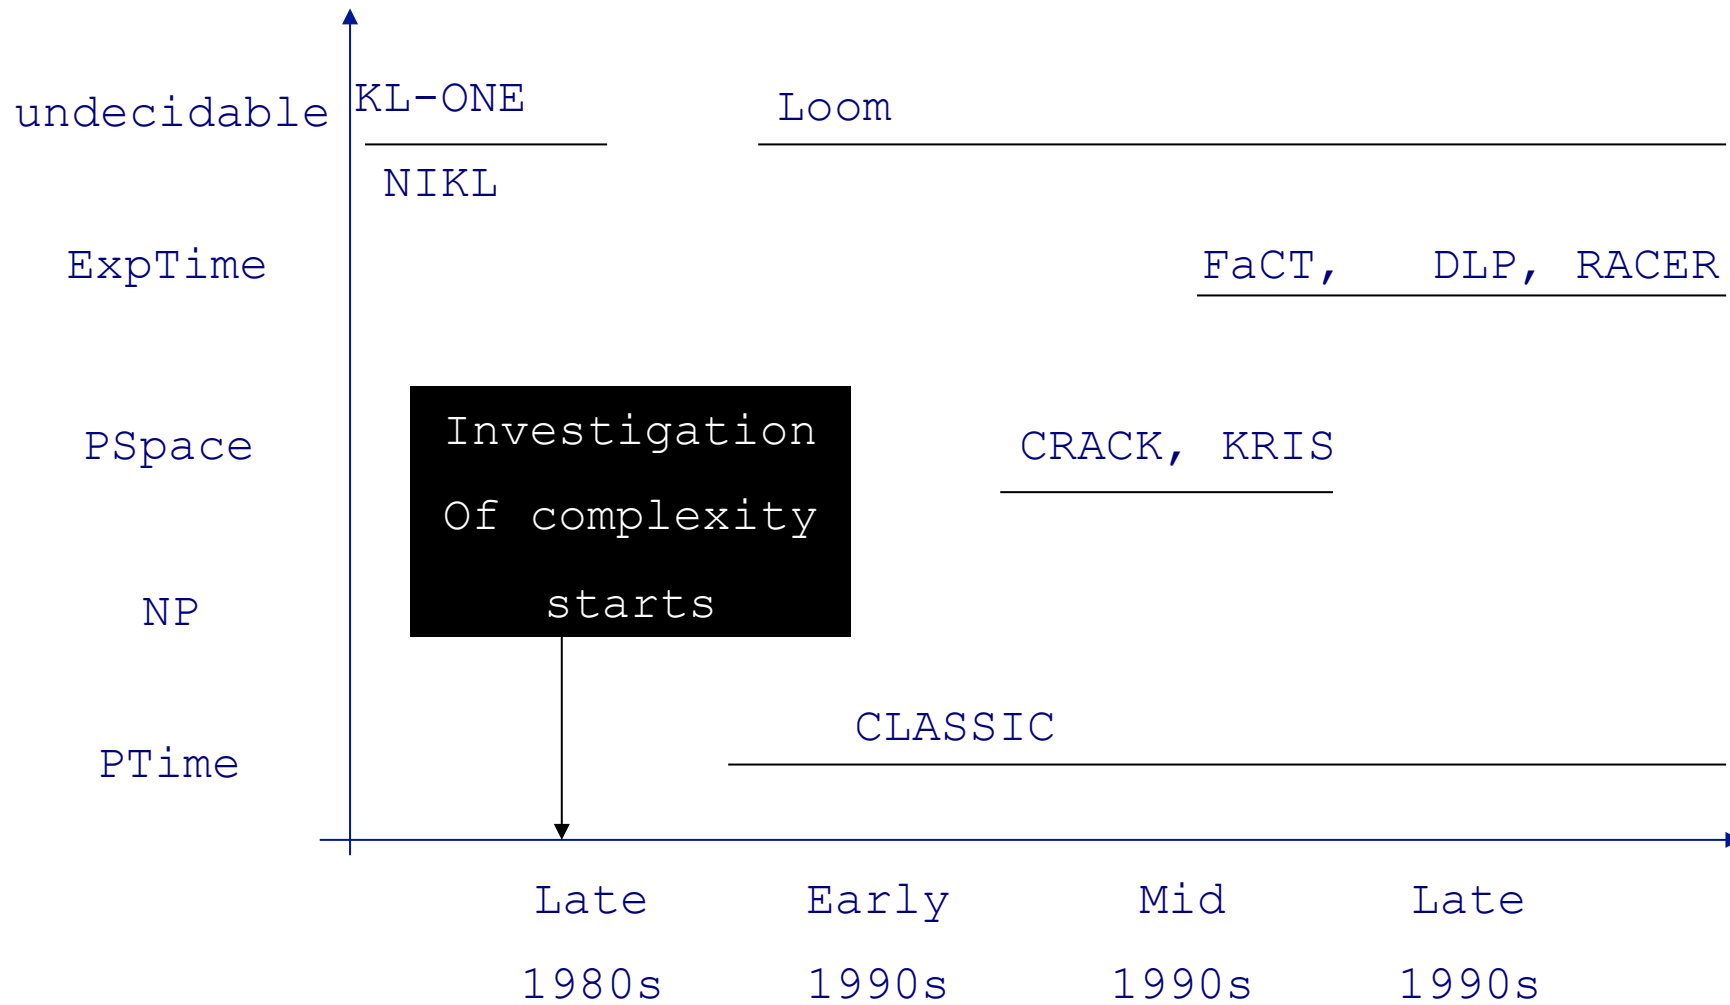 undecidable KL-ONE Loom
NIKL
ExpTime FaCT, DLP, RACER
PSpace Investigation CRACK, KRIS
Of complexity
NP starts
CLASSIC
PTime
Late Early Mid Late
1980s 1990s 1990s 1990s